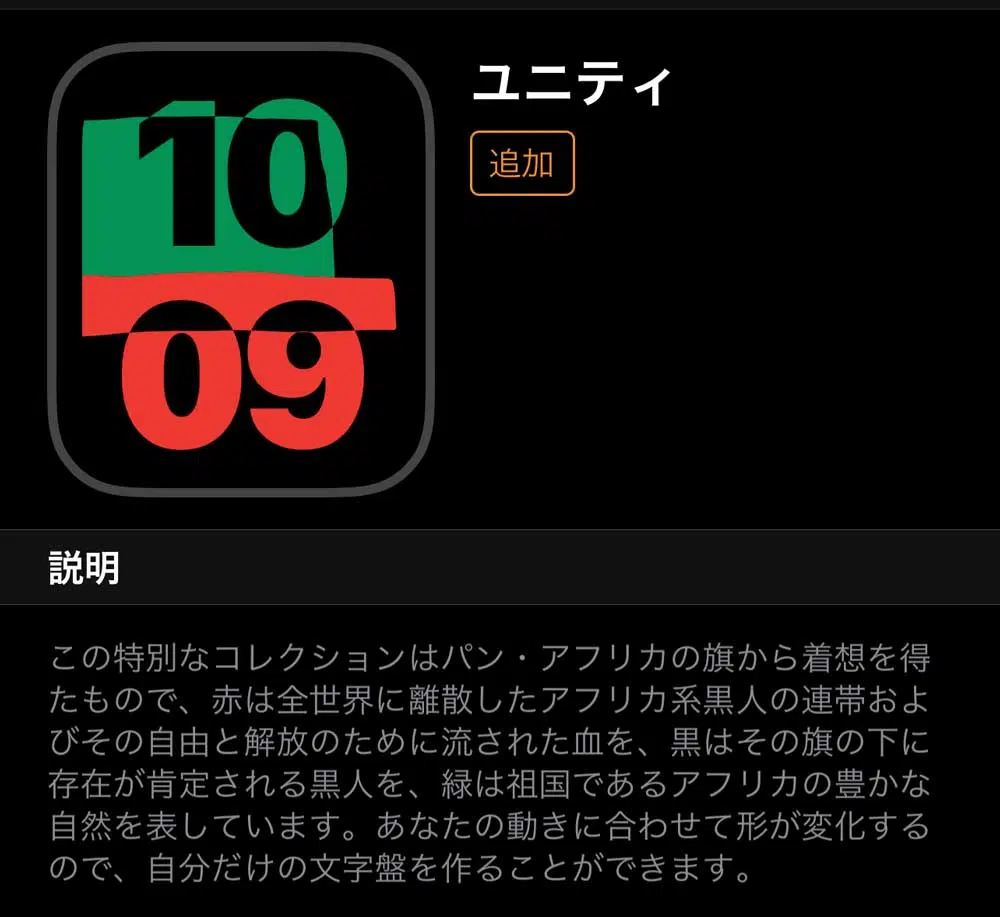 10
09
ユニティ
追加
説明
この特別なコレクションはパン・アフリカの旗から着想を得
たもので、赤は全世界に離散したアフリカ系黒人の連帯およ
びその自由と解放のために流された血を、黒はその旗の下に
存在が肯定される黒人を、緑は祖国であるアフリカの豊かな
自然を表しています。あなたの動きに合わせて形が変化する
ので、自分だけの文字盤を作ることができます。